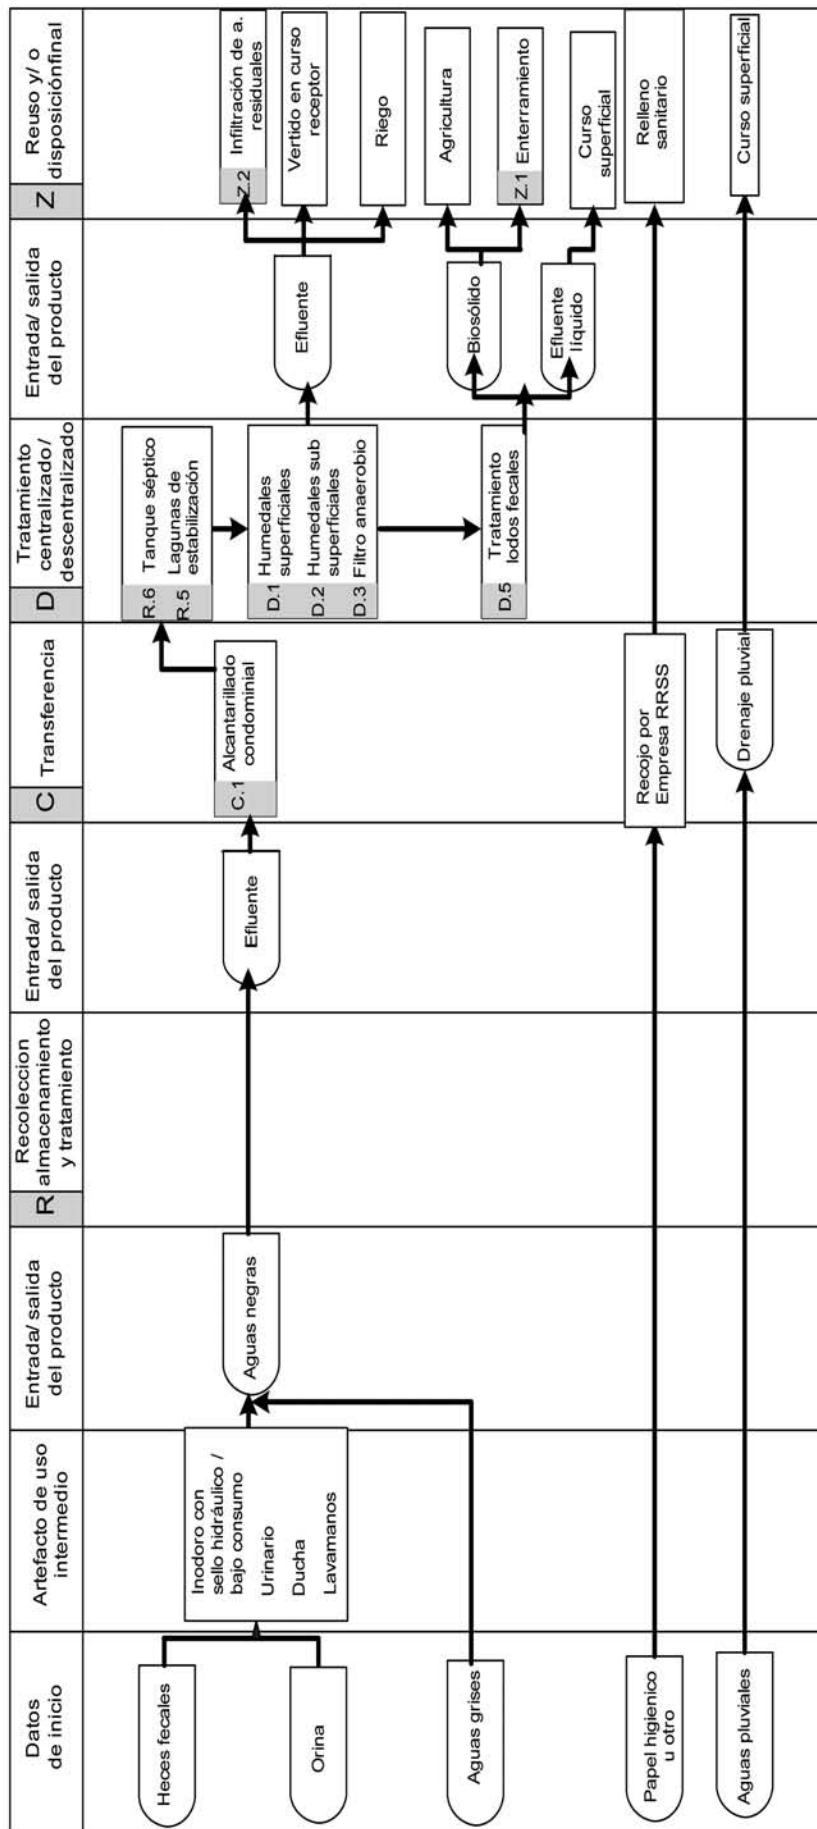 Datos
de inicio
Artefacto de uso
intermedio
Entrada/ salida
del producto
R
Recoleccion
almacenamiento
y tratamiento
Entrada/ salida
del producto
C
Transferencia
D
Tratamiento
centralizado/
descentralizado
Entrada/ salida
del producto
Z
Reuso y/ o
disposiciónfinal
Heces fecales
Orina
Aguas grises
Papel higienico
u otro
Aguas pluviales
Inodoro con
sello hidráulico /
bajo consumo
Urinario
Ducha
Lavamanos
Aguas negras
Efluente
C.1
Alcantarillado
condominial
Recojo por
Empresa RRSS
Drenaje pluvial
R.6 Tanque séptico
R.5 Lagunas de
estabilización
D.1 Humedales
superficiales
D.2 Humedales sub
superficiales
D.3 Filtro anaerobio
D.5
Tratamiento
lodos fecales
Efluente
Biosólido
Efluente
líquido
Z.2 Infiltración de a.
residuales
Vertido en curso
receptor
Riego
Agricultura
Z.1 Enterramiento
Curso
superficial
Relleno
sanitario
Curso superficial